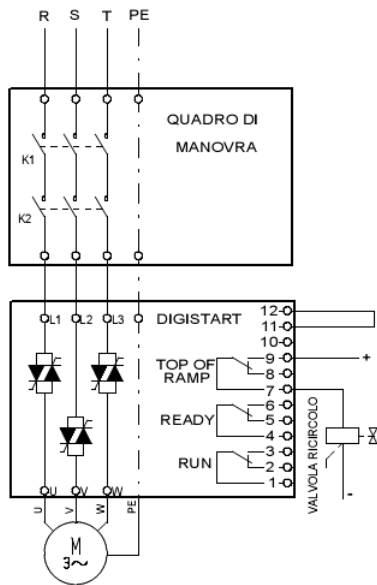 R S T PE
QUADRO DI
MANOVRA
K1
K2
L1 L2 L3 DIGISTART
12
11
10
TOP OF
RAMP
9
8
7
READY
6
5
4
RUN
3
2
1
+
-
VALVOLA RICIRCOLO
U V W
U V W PE
M
3~